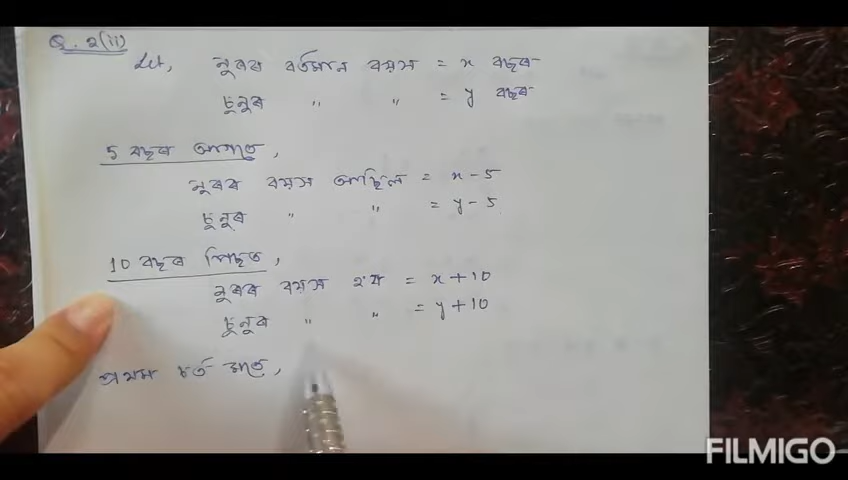 Q. 2(ii)
Let, নুৰৰ বৰ্তমান বয়স = x বছৰ
চুনুৰ " " = y বছৰ
5 বছৰ আগতে,
নুৰৰ বয়স আছিল = x - 5
চুনুৰ " " = y - 5
10 বছৰ পিছত,
নুৰৰ বয়স হ'ব = x + 10
চুনুৰ " " = y + 10
প্ৰথম চৰ্ত মতে,
FILMIGO